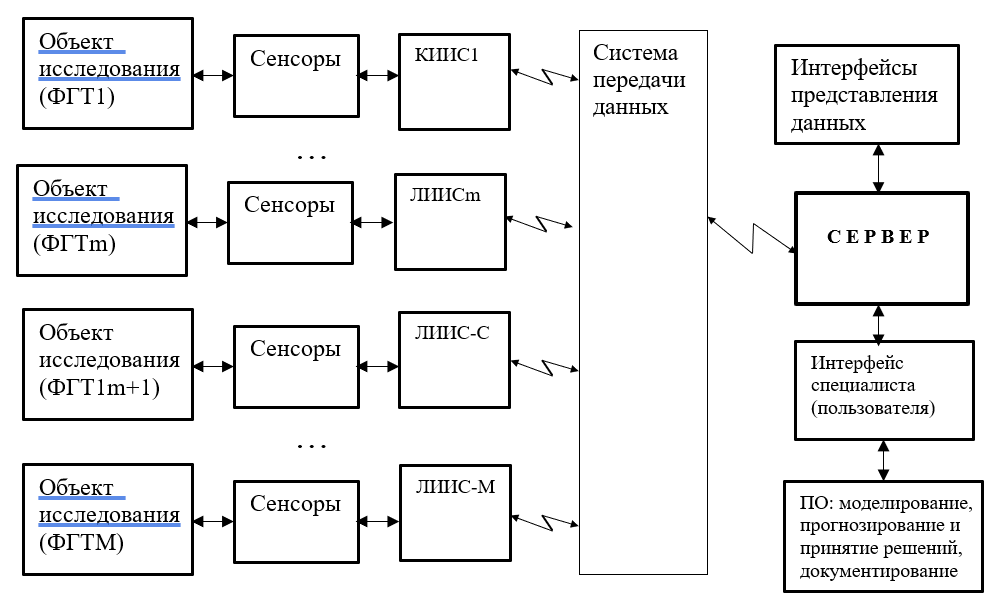 Объект
исследования
(ФГТ1)
Сенсоры
КИИС1
...
Объект
исследования
(ФГТm)
Сенсоры
ЛИИСm
Объект
исследования
(ФГТ1m+1)
Сенсоры
ЛИИС-С
...
Объект
исследования
(ФГТМ)
Сенсоры
ЛИИС-М
Система
передачи
данных
Интерфейсы
представления
данных
С Е Р В Е Р
Интерфейс
специалиста
(пользователя)
ПО: моделирование,
прогнозирование и
принятие решений,
документирование